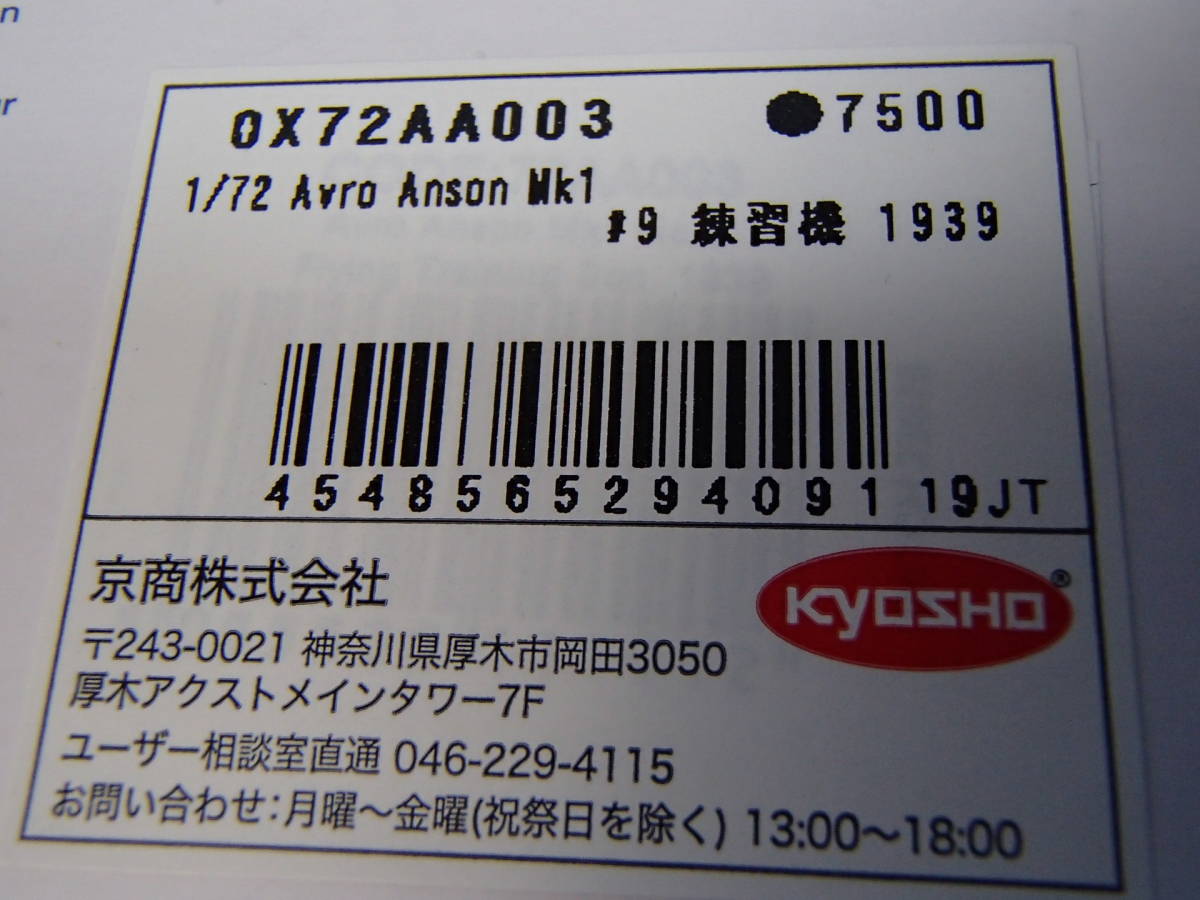 n
ur
0X72AA003 ●7500
1/72 Avro Anson Mk1
#9 練習機 1939
4548565294091 19JT
京商株式会社
KYOSHO®
〒243-0021 神奈川県厚木市岡田3050
厚木アクストメインタワー7F
ユーザー相談室直通 046-229-4115
お問い合わせ:月曜〜金曜(祝祭日を除く) 13:00〜18:00